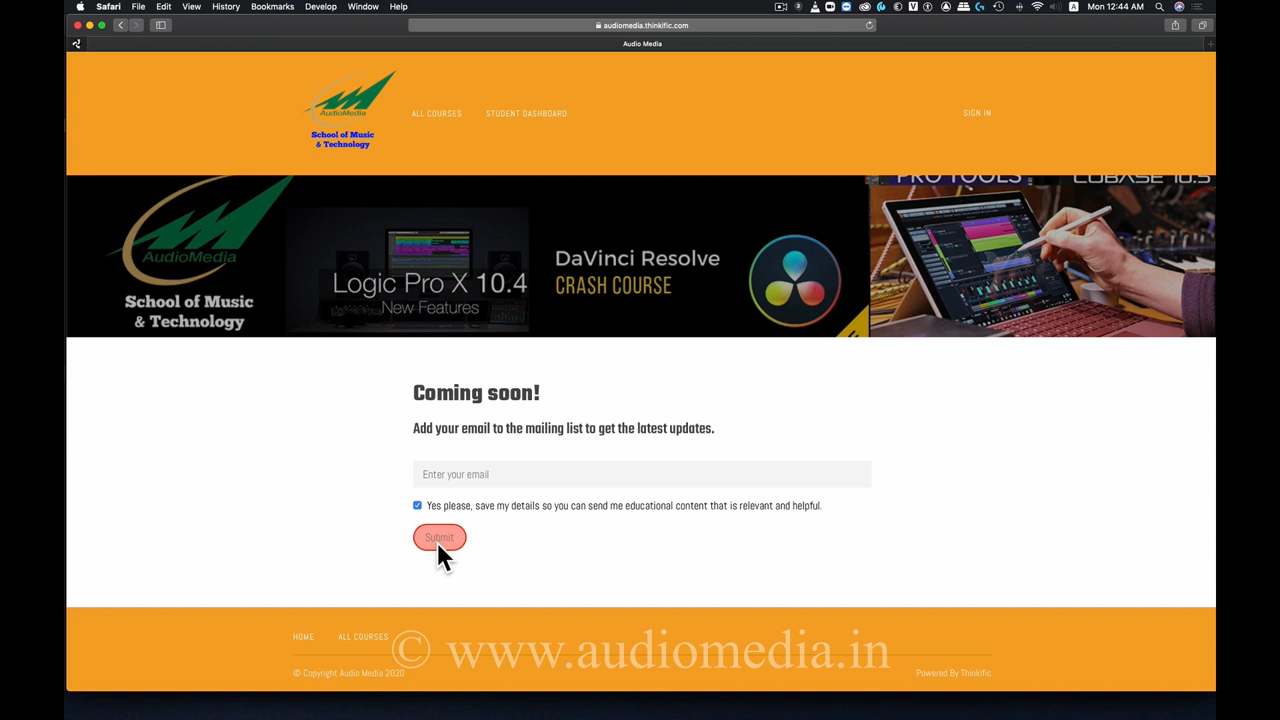 Safari File Edit View History Bookmarks Develop Window Help
Mon 12:44 AM
audiomedia.thinkific.com
Audio Media
AudioMedia
School of Music
& Technology
ALL COURSES STUDENT DASHBOARD
SIGN IN
AudioMedia
School of Music
& Technology
Logic Pro X 10.4
New Features
DaVinci Resolve
CRASH COURSE
PRO TOOLS
CUBASE 10.5
Coming soon!
Add your email to the mailing list to get the latest updates.
Enter your email
Yes please, save my details so you can send me educational content that is relevant and helpful.
Submit
HOME ALL COURSES
© www.audiomedia.in
© Copyright Audio Media 2020
Powered By Thinkific